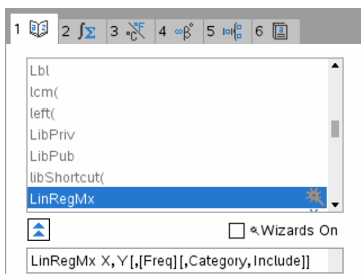 1 2 ∫Σ 3 °C°F 4 ∞β° 5 6
Lbl
lcm(
left(
LibPriv
LibPub
libShortcut(
LinRegMx
Wizards On
LinRegMx X,Y[,[Freq][,Category,Include]]